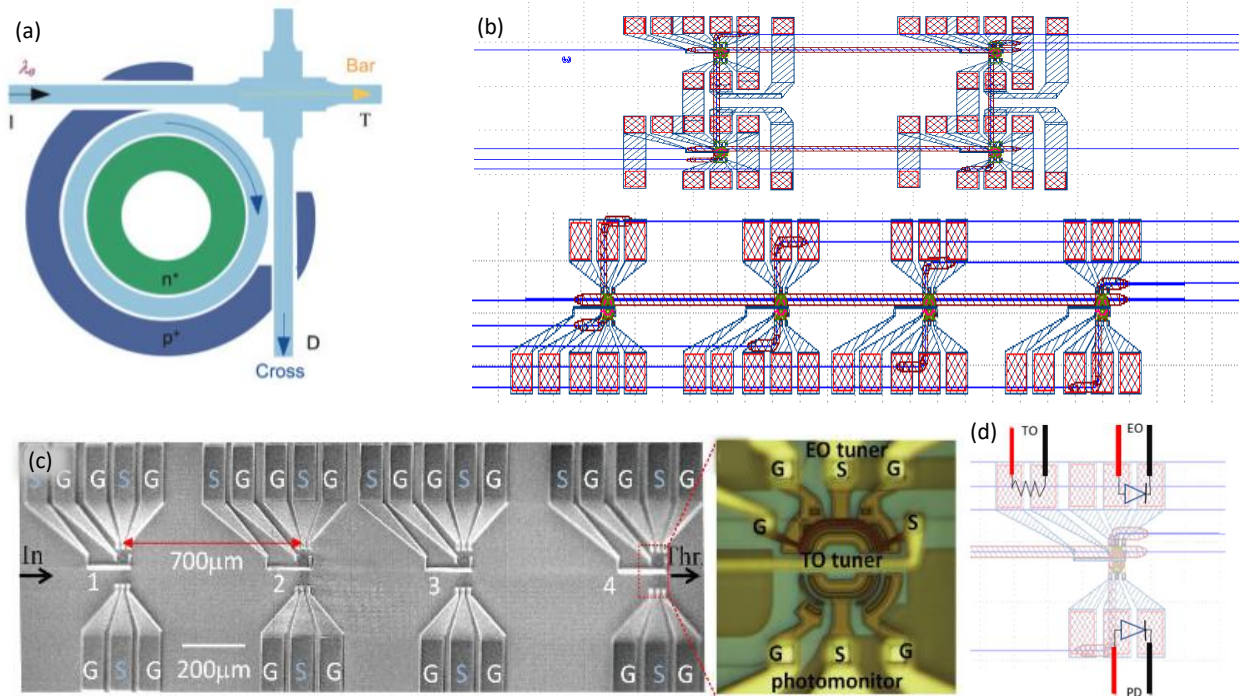 (a)
λ₀
I
Bar
T
n⁺
p⁺
D
Cross
(b)
(c)
S G G S G
S G G S G
S G G S G
S G G S G
In
700μm
Thr.
1 2 3 4
200μm
G S G
G S G
G S G
G S G
EO tuner
G S G
G S
TO tuner
G S G
photomonitor
(d)
TO EO
PD